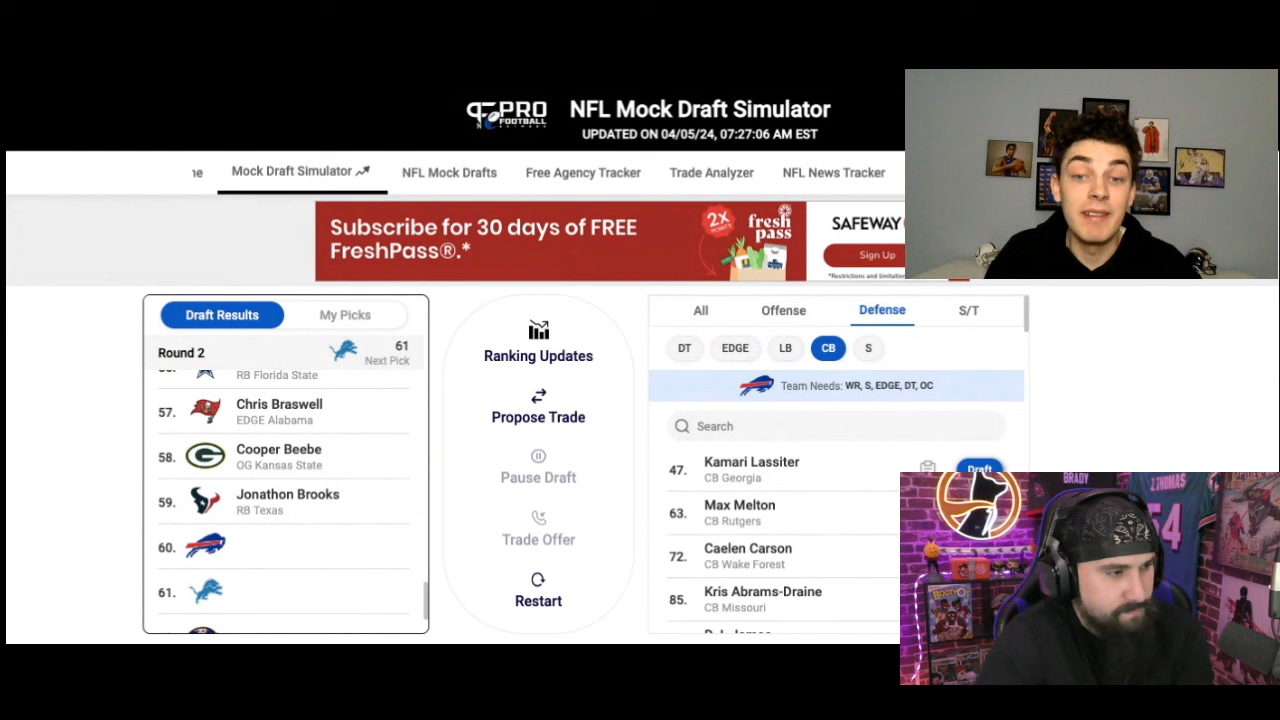 PRO
FOOTBALL
NFL Mock Draft Simulator
UPDATED ON 04/05/24, 07:27:06 AM EST
Mock Draft Simulator
NFL Mock Drafts
Free Agency Tracker
Trade Analyzer
NFL News Tracker
Subscribe for 30 days of FREE
FreshPass®.*
2X
POINTS
fresh
pass
SAFEWAY
Sign Up
*Restrictions and
Draft Results
My Picks
Round 2
61
Next Pick
RB Florida State
57.
Chris Braswell
EDGE Alabama
58.
Cooper Beebe
OG Kansas State
59.
Jonathon Brooks
RB Texas
60.
61.
Ranking Updates
Propose Trade
Pause Draft
Trade Offer
Restart
All
Offense
Defense
S/T
DT
EDGE
LB
CB
S
Team Needs: WR, S, EDGE, DT, OC
Search
47.
Kamari Lassiter
CB Georgia
Draft
63.
Max Melton
CB Rutgers
72.
Caelen Carson
CB Wake Forest
85.
Kris Abrams-Draine
CB Missouri
BRADY
Z.THOMAS
54
BOOTY